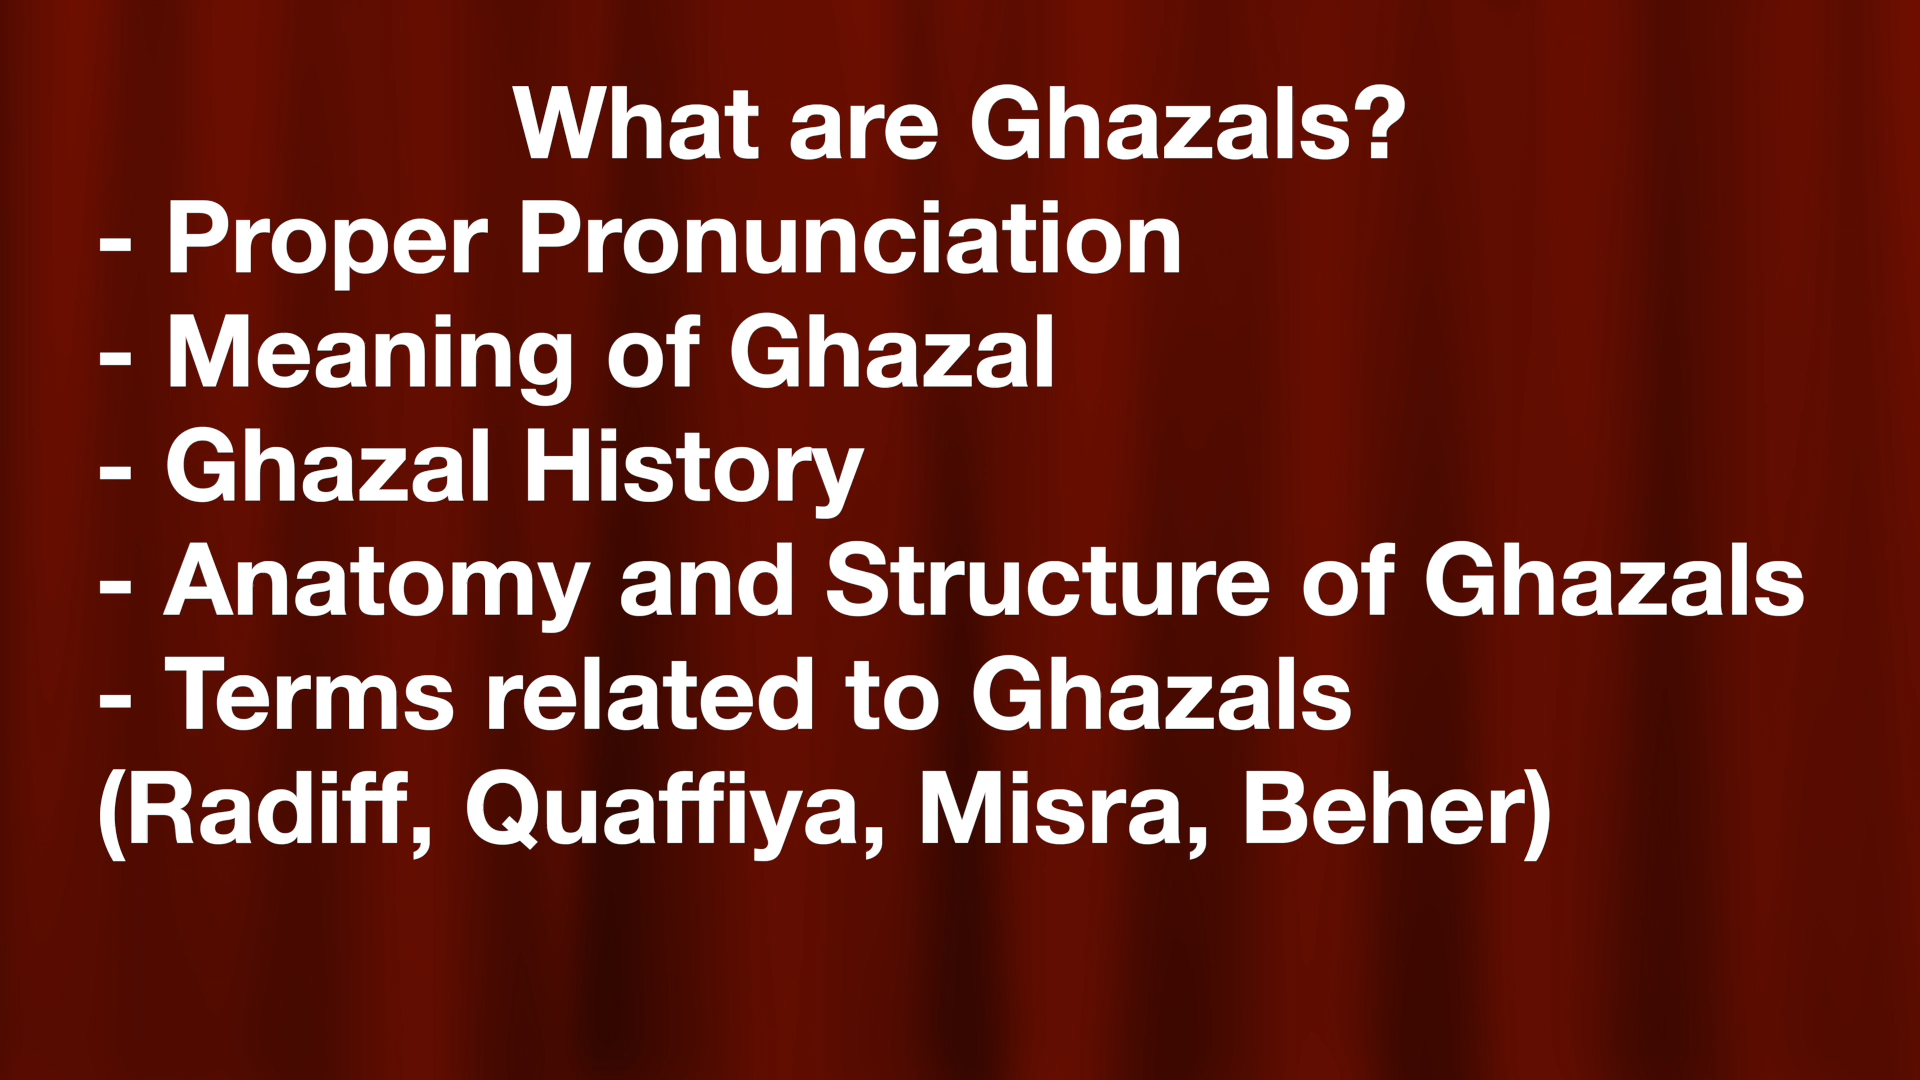 What are Ghazals?
- Proper Pronunciation
- Meaning of Ghazal
- Ghazal History
- Anatomy and Structure of Ghazals
- Terms related to Ghazals
(Radiff, Quaffiya, Misra, Beher)